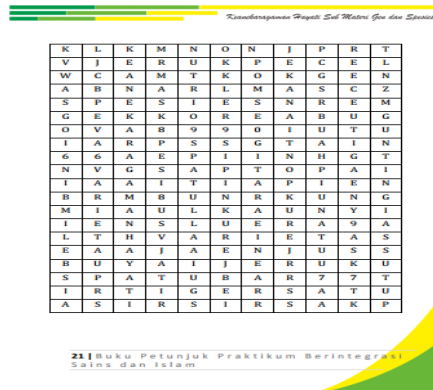 Keanekaragaman Hayati Sub Materi Gen dan Spesies
K L K M N O N J P R T
V J E R U K P E C E L
W C A M T K O K G E N
A B N A R L M A S C Z
S P E S I E S N R E M
G E K K O R E A B U G
O V A 8 9 9 0 I U T U
I A R P S S G T A I N
6 6 A E P I I N H G T
N V G S A P T O P A I
I A A I T I A P I E N
B R M 8 U N R K U N G
M I A U L K A U N Y I
I E N S L U E R A 9 A
L T H V A R I E T A S
E A A J A E N J U S S
B U Y A I J E R U K U
S P A T U B A R 7 7 T
I R T I G E R S A T U
A S I R S I R S A K P
21 | Buku Petunjuk Praktikum Berintegrasi
Sains dan Islam